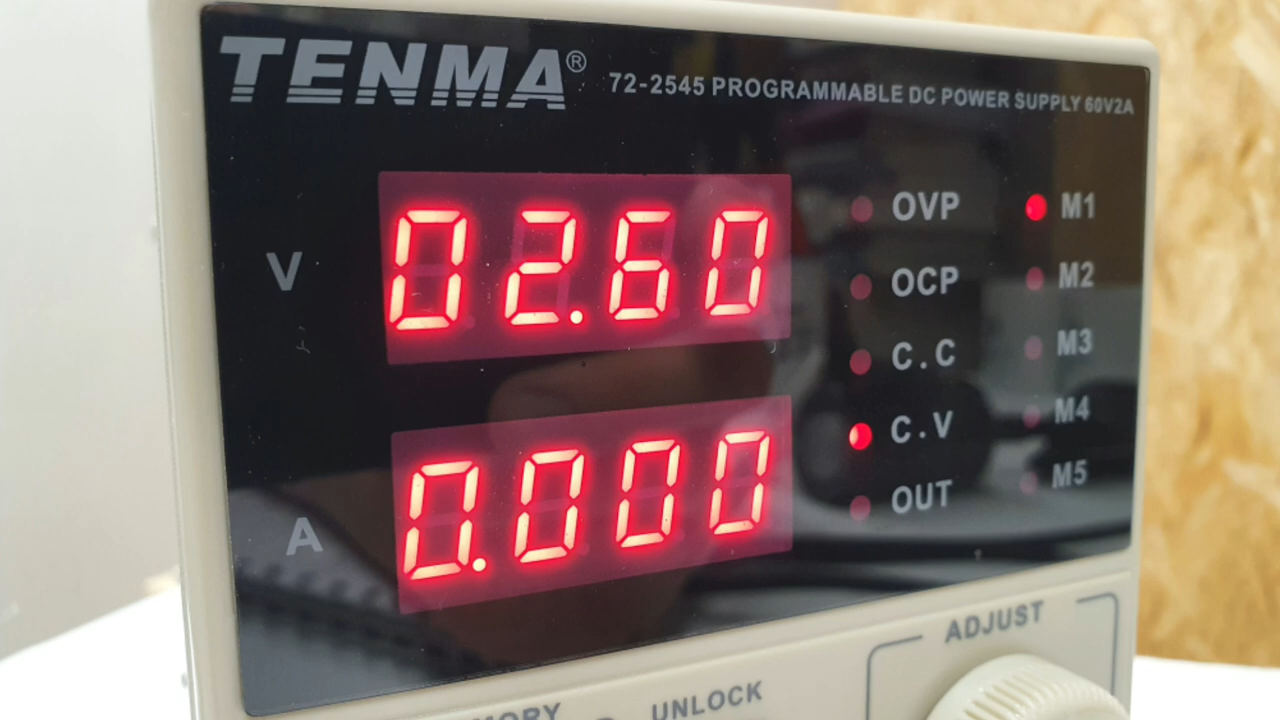 TENMA®
72-2545 PROGRAMMABLE DC POWER SUPPLY 60V2A
V
02.60
A
0.000
OVP
OCP
C.C
C.V
OUT
M1
M2
M3
M4
M5
ADJUST
UNLOCK